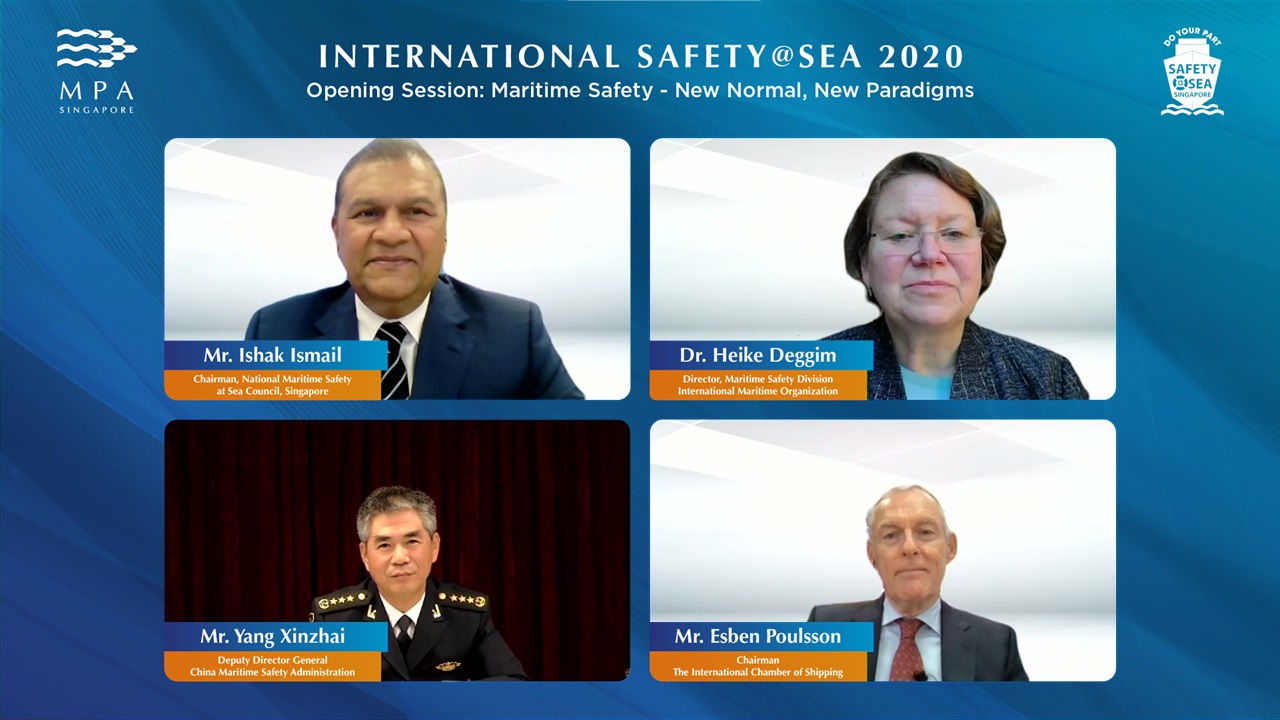 MPA
SINGAPORE
INTERNATIONAL SAFETY@SEA 2020
Opening Session: Maritime Safety - New Normal, New Paradigms
DO YOUR PART
SAFETY
@SEA
SINGAPORE
Mr. Ishak Ismail
Chairman, National Maritime Safety
at Sea Council, Singapore
Dr. Heike Deggim
Director, Maritime Safety Division
International Maritime Organization
Mr. Yang Xinzhai
Deputy Director General
China Maritime Safety Administration
Mr. Esben Poulsson
Chairman
The International Chamber of Shipping